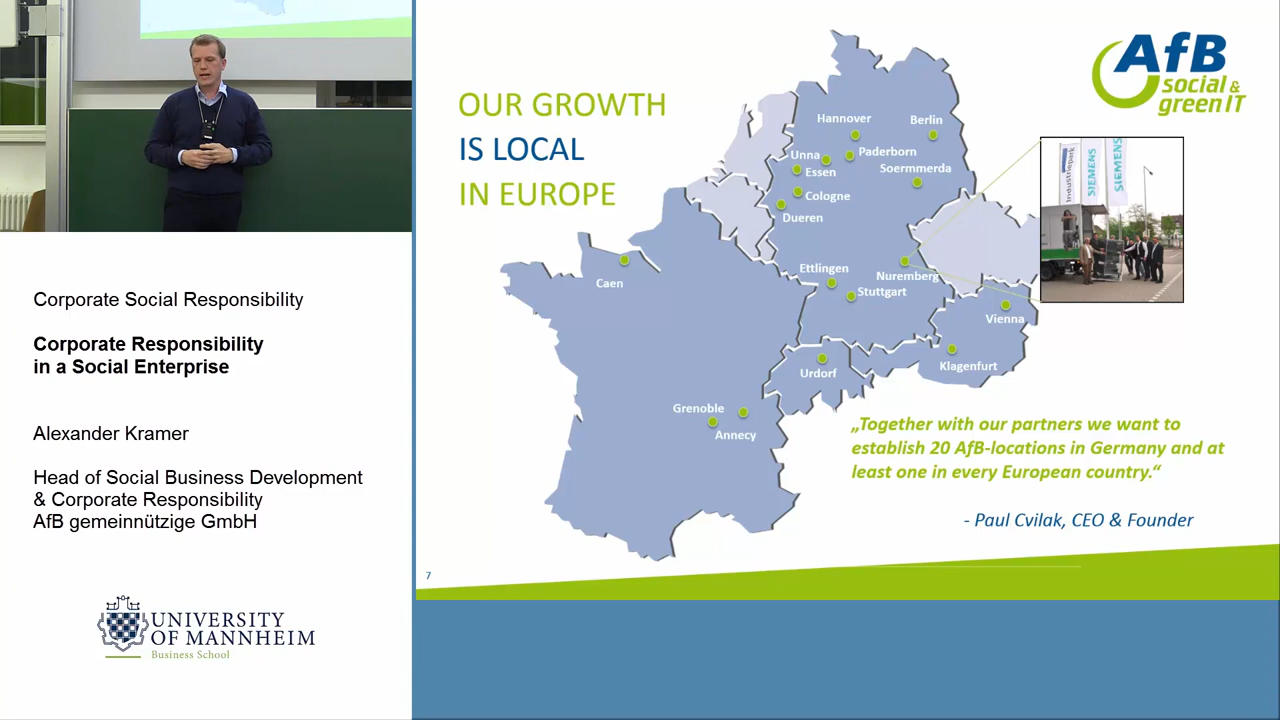 Corporate Social Responsibility
Corporate Responsibility
in a Social Enterprise
Alexander Kramer
Head of Social Business Development
& Corporate Responsibility
AfB gemeinnützige GmbH
UNIVERSITY
OF MANNHEIM
Business School
OUR GROWTH
IS LOCAL
IN EUROPE
AfB
social &
green IT
Hannover
Berlin
Unna
Paderborn
Essen
Soermmerda
Cologne
Dueren
Caen
Ettlingen
Nuremberg
Stuttgart
Vienna
Urdorf
Klagenfurt
Grenoble
Annecy
Industriepark
SIEMENS
SIEMENS
„Together with our partners we want to
establish 20 AfB-locations in Germany and at
least one in every European country.“
- Paul Cvilak, CEO & Founder
7